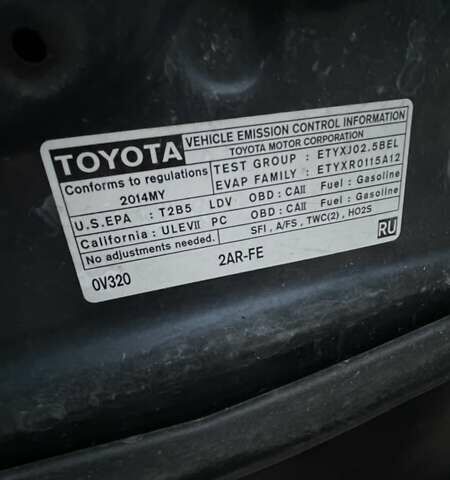 TOYOTA VEHICLE EMISSION CONTROL INFORMATION
TOYOTA MOTOR CORPORATION
Conforms to regulations TEST GROUP : ETYXJ02.5BEL
2014MY EVAP FAMILY : ETYXR0115A12
U.S.EPA : T2B5 LDV OBD : CAII Fuel : Gasoline
California : ULEVII PC OBD : CAII Fuel : Gasoline
No adjustments needed. SFI, A/FS, TWC(2), HO2S
0V320 2AR-FE RU